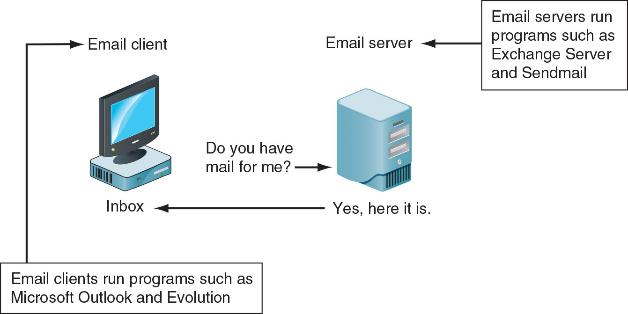 Email client
Email server
Email servers run
programs such as
Exchange Server
and Sendmail
Do you have
mail for me?
Inbox
Yes, here it is.
Email clients run programs such as
Microsoft Outlook and Evolution